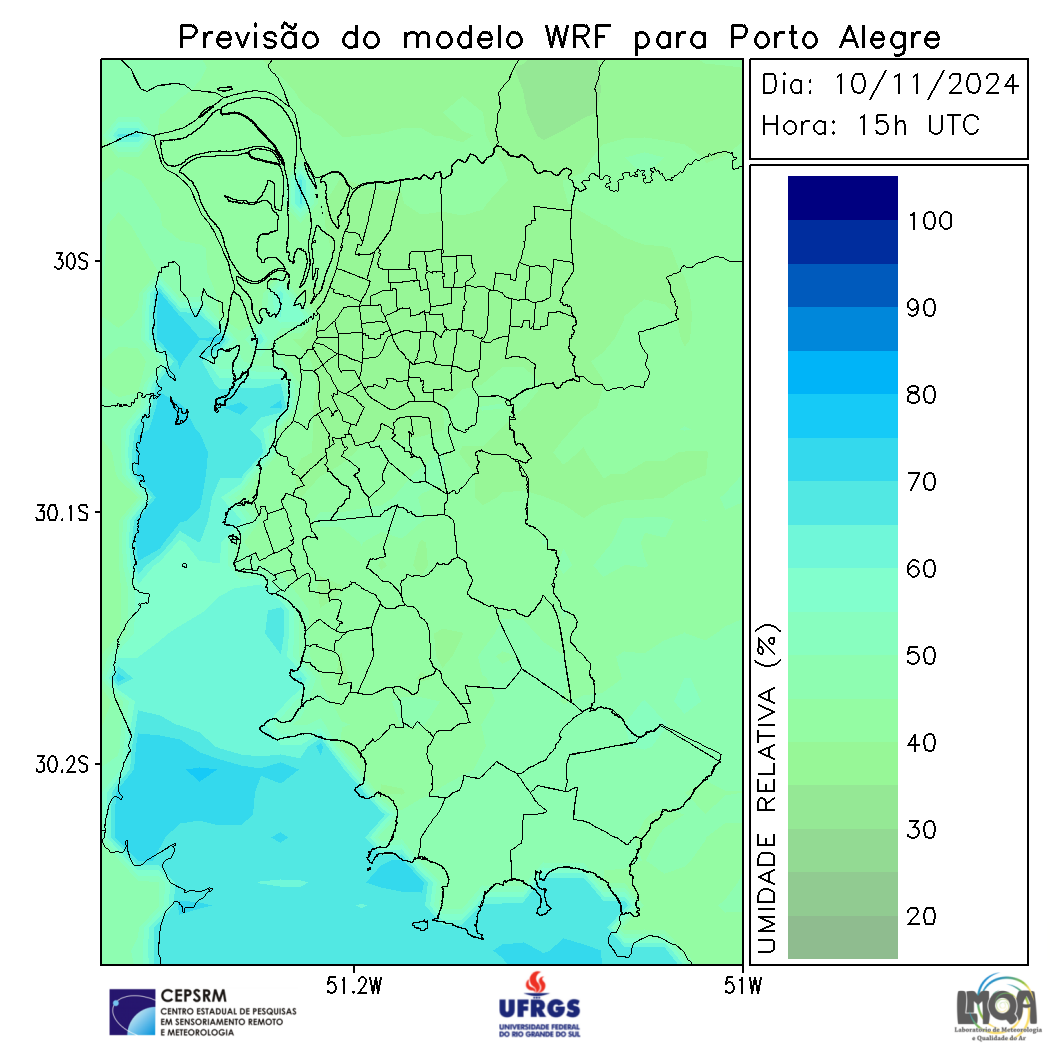 Previsão do modelo WRF para Porto Alegre
Dia: 10/11/2024
Hora: 15h UTC
30S
30.1S
30.2S
51.2W
51W
UMIDADE RELATIVA (%)
100
90
80
70
60
50
40
30
20
CEPSRM
CENTRO ESTADUAL DE PESQUISAS
EM SENSORIAMENTO REMOTO
E METEOROLOGIA
UFRGS
UNIVERSIDADE FEDERAL
DO RIO GRANDE DO SUL
LMQA
Laboratório de Meteorologia
e Qualidade do Ar